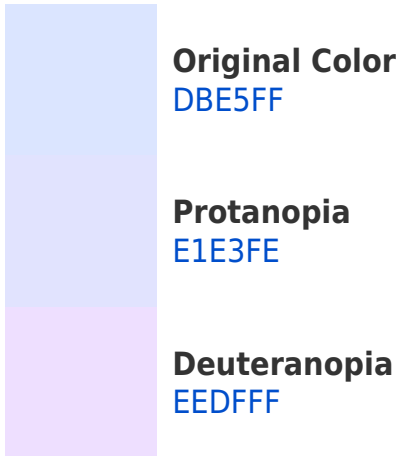 Original Color
DBE5FF
Protanopia
E1E3FE
Deuteranopia
EEDFFF